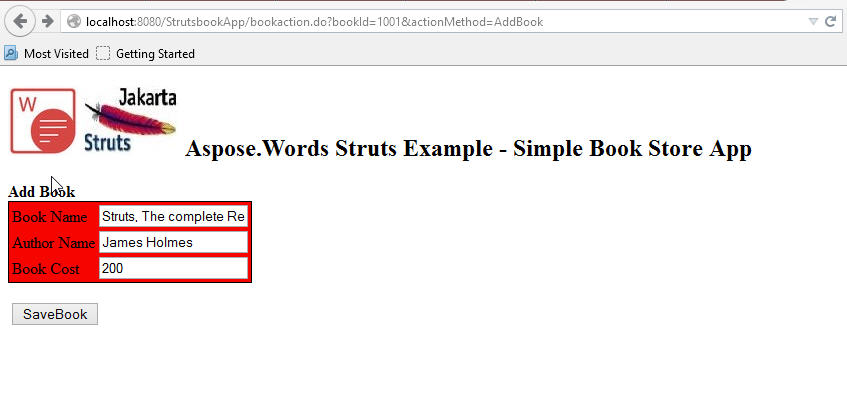 localhost:8080/StrutsbookApp/bookaction.do?bookId=1001&actionMethod=AddBook
Most Visited Getting Started
W
Jakarta
Struts
Aspose.Words Struts Example - Simple Book Store App
Add Book
Book Name Struts, The complete Re
Author Name James Holmes
Book Cost 200
SaveBook